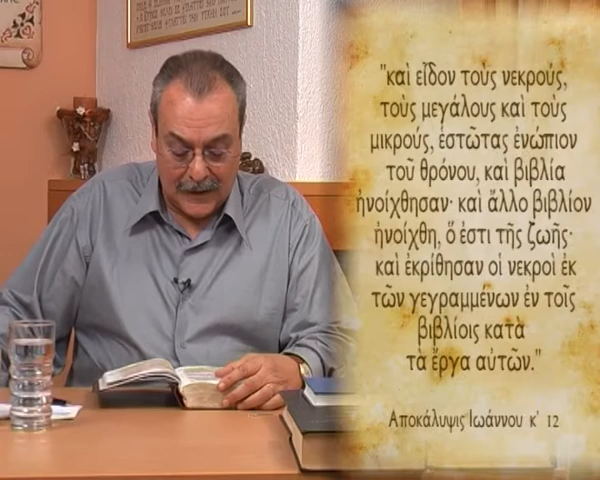 "καὶ εἶδον τοὺς νεκρούς,
τοὺς μεγάλους καὶ τοὺς
μικρούς, ἑστῶτας ἐνώπιον
τοῦ θρόνου, καὶ βιβλία
ἠνοίχθησαν· καὶ ἄλλο βιβλίον
ἠνοίχθη, ὅ ἐστι τῆς ζωῆς·
καὶ ἐκρίθησαν οἱ νεκροὶ ἐκ
τῶν γεγραμμένων ἐν τοῖς
βιβλίοις κατὰ
τὰ ἔργα αὐτῶν."
Αποκάλυψις Ιωάννου κ' 12